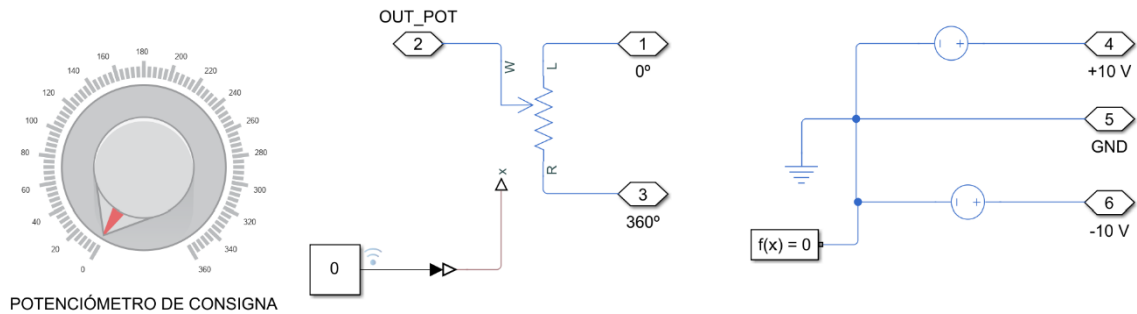 180
160
200
140
220
120
240
100
260
80
280
60
300
40
320
20
340
0
360
POTENCIÓMETRO DE CONSIGNA
OUT_POT
2
W
L
1
0º
R
3
360º
x
0
- +
4
+10 V
5
GND
- +
6
-10 V
f(x) = 0